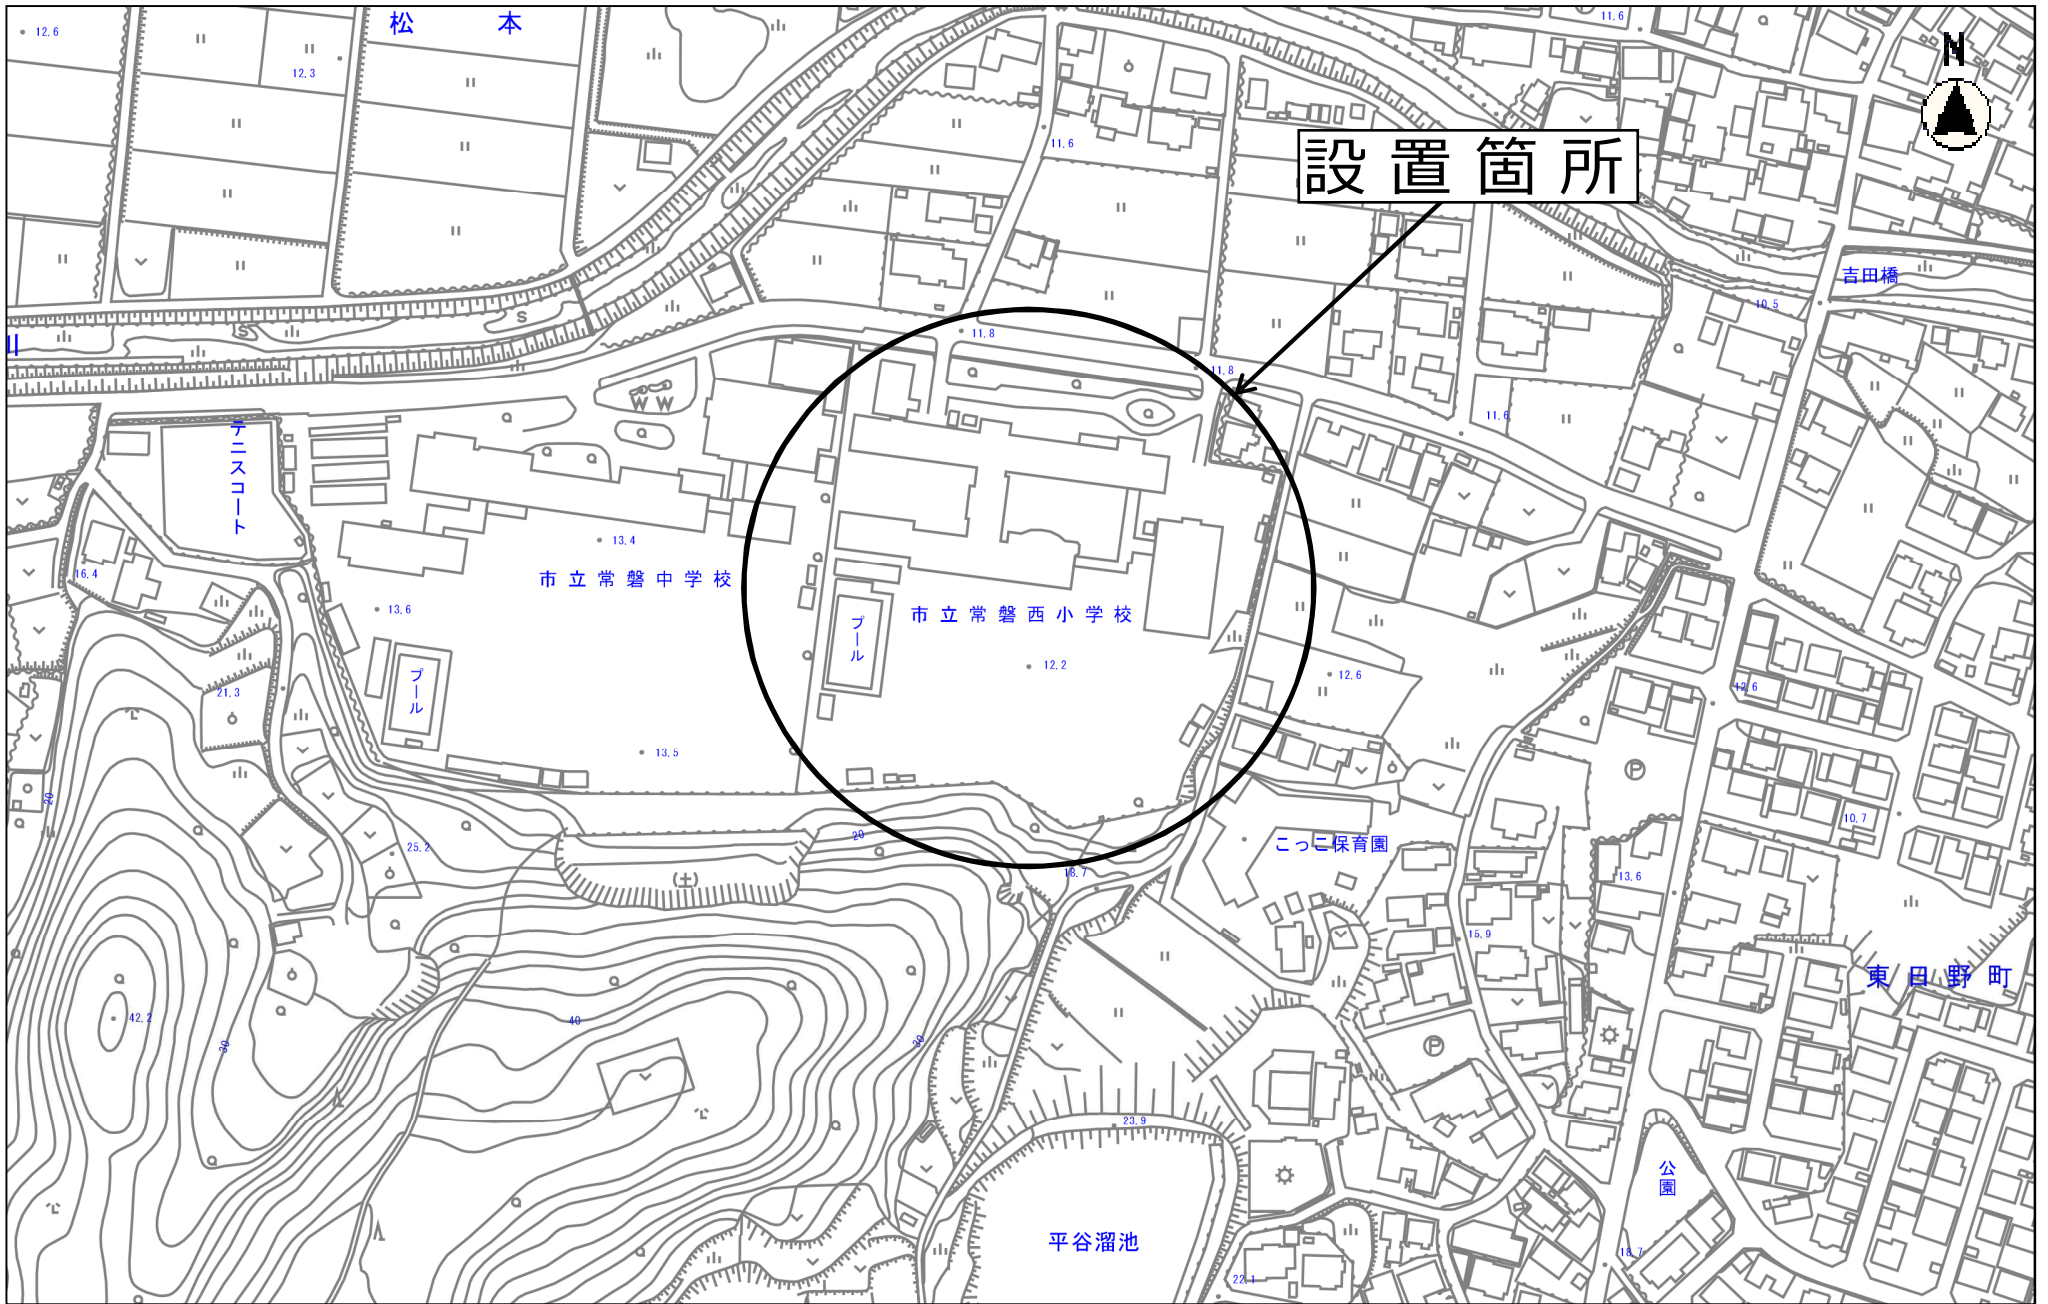 松本
12.6
11.6
12.3
N
11.6
設置箇所
吉田橋
10.5
川
S
S
11.8
11.8
W W
11.6
テニスコート
13.4
16.4
市立常磐中学校
13.6
市立常磐西小学校
プール
12.2
12.6
21.3
プール
12.6
13.5
P
20
20
10.7
25.2
こっこ保育園
(土)
18.7
13.6
15.9
東日野町
42.2
40
30
30
P
23.9
公園
平谷溜池
18.7
22.1